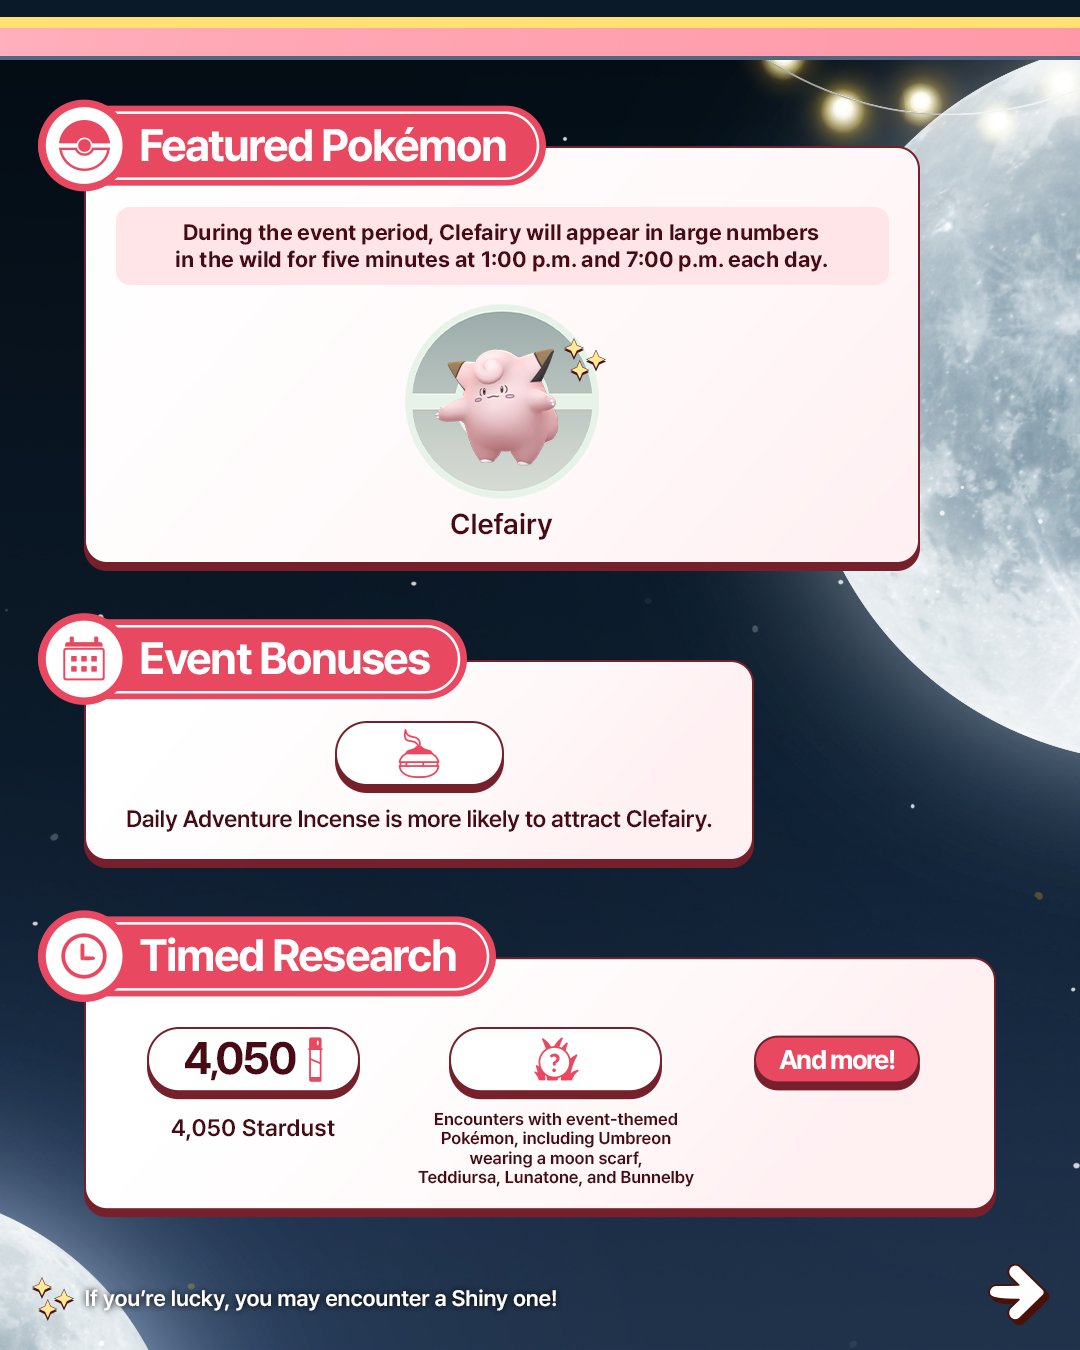 Featured Pokémon
During the event period, Clefairy will appear in large numbers
in the wild for five minutes at 1:00 p.m. and 7:00 p.m. each day.
Clefairy
Event Bonuses
Daily Adventure Incense is more likely to attract Clefairy.
Timed Research
4,050
4,050 Stardust
?
Encounters with event-themed
Pokémon, including Umbreon
wearing a moon scarf,
Teddiursa, Lunatone, and Bunnelby
And more!
If you're lucky, you may encounter a Shiny one!